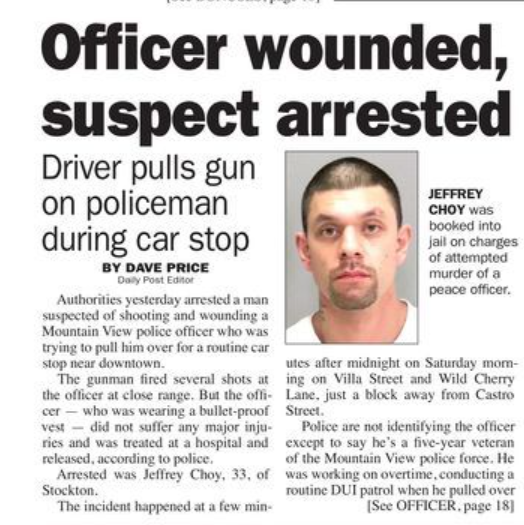 Officer wounded,
suspect arrested
Driver pulls gun
on policeman
during car stop
BY DAVE PRICE
Daily Post Editor
Authorities yesterday arrested a man
suspected of shooting and wounding a
Mountain View police officer who was
trying to pull him over for a routine car
stop near downtown.
The gunman fired several shots at
the officer at close range. But the offi-
cer — who was wearing a bullet-proof
vest — did not suffer any major inju-
ries and was treated at a hospital and
released, according to police.
Arrested was Jeffrey Choy, 33, of
Stockton.
The incident happened at a few min-
JEFFREY
CHOY was
booked into
jail on charges
of attempted
murder of a
peace officer.
utes after midnight on Saturday morn-
ing on Villa Street and Wild Cherry
Lane, just a block away from Castro
Street.
Police are not identifying the officer
except to say he's a five-year veteran
of the Mountain View police force. He
was working on overtime, conducting a
routine DUI patrol when he pulled over
[See OFFICER, page 18]